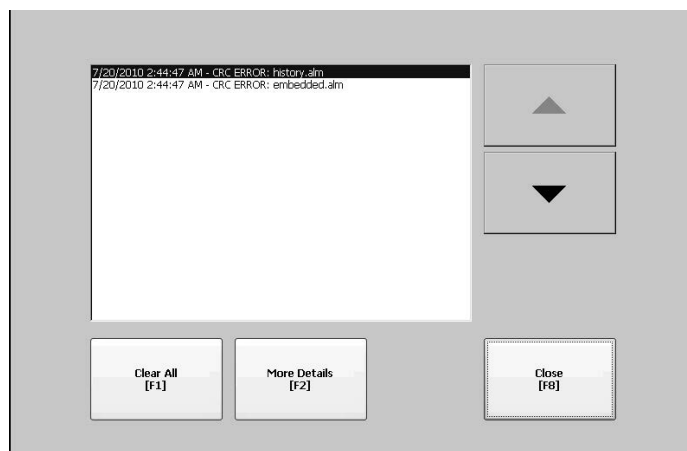 7/20/2010 2:44:47 AM - CRC ERROR: history.alm
7/20/2010 2:44:47 AM - CRC ERROR: embedded.alm
Clear All
[F1]
More Details
[F2]
Close
[F8]